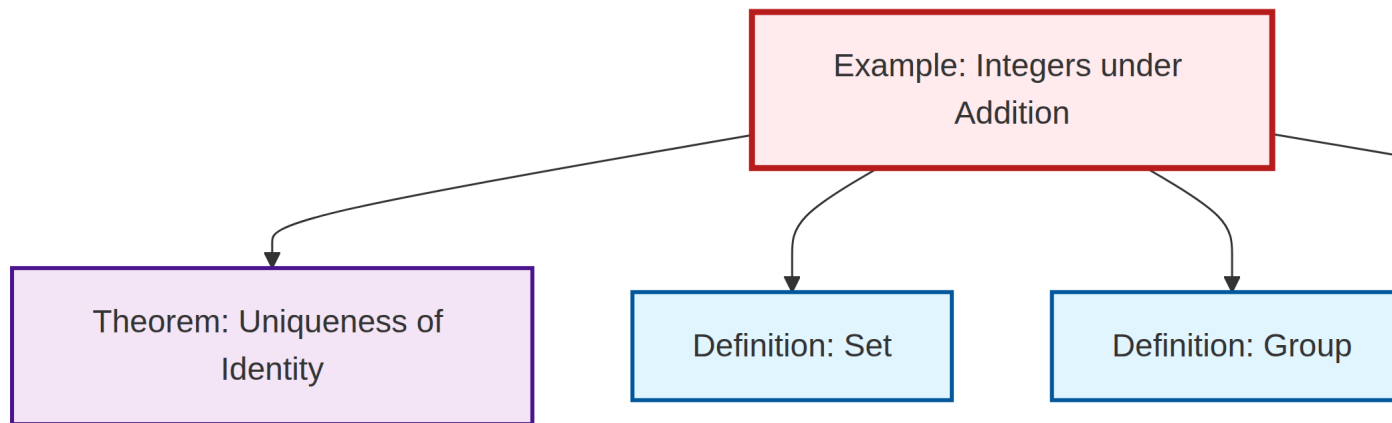 Example: Integers under
Addition
Theorem: Uniqueness of
Identity
Definition: Set
Definition: Group